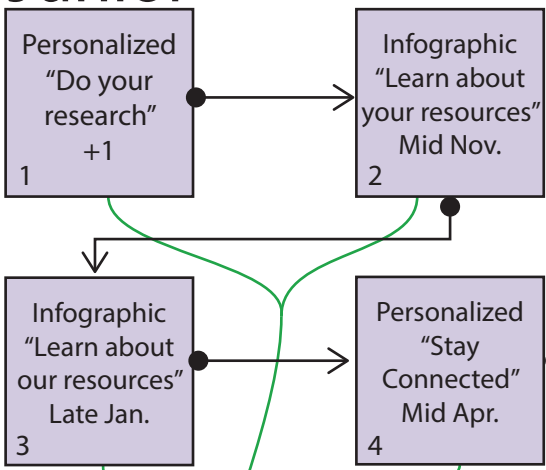 Personalized
“Do your
research”
+1
1
Infographic
“Learn about
your resources”
Mid Nov.
2
Infographic
“Learn about
our resources”
Late Jan.
3
Personalized
“Stay
Connected”
Mid Apr.
4